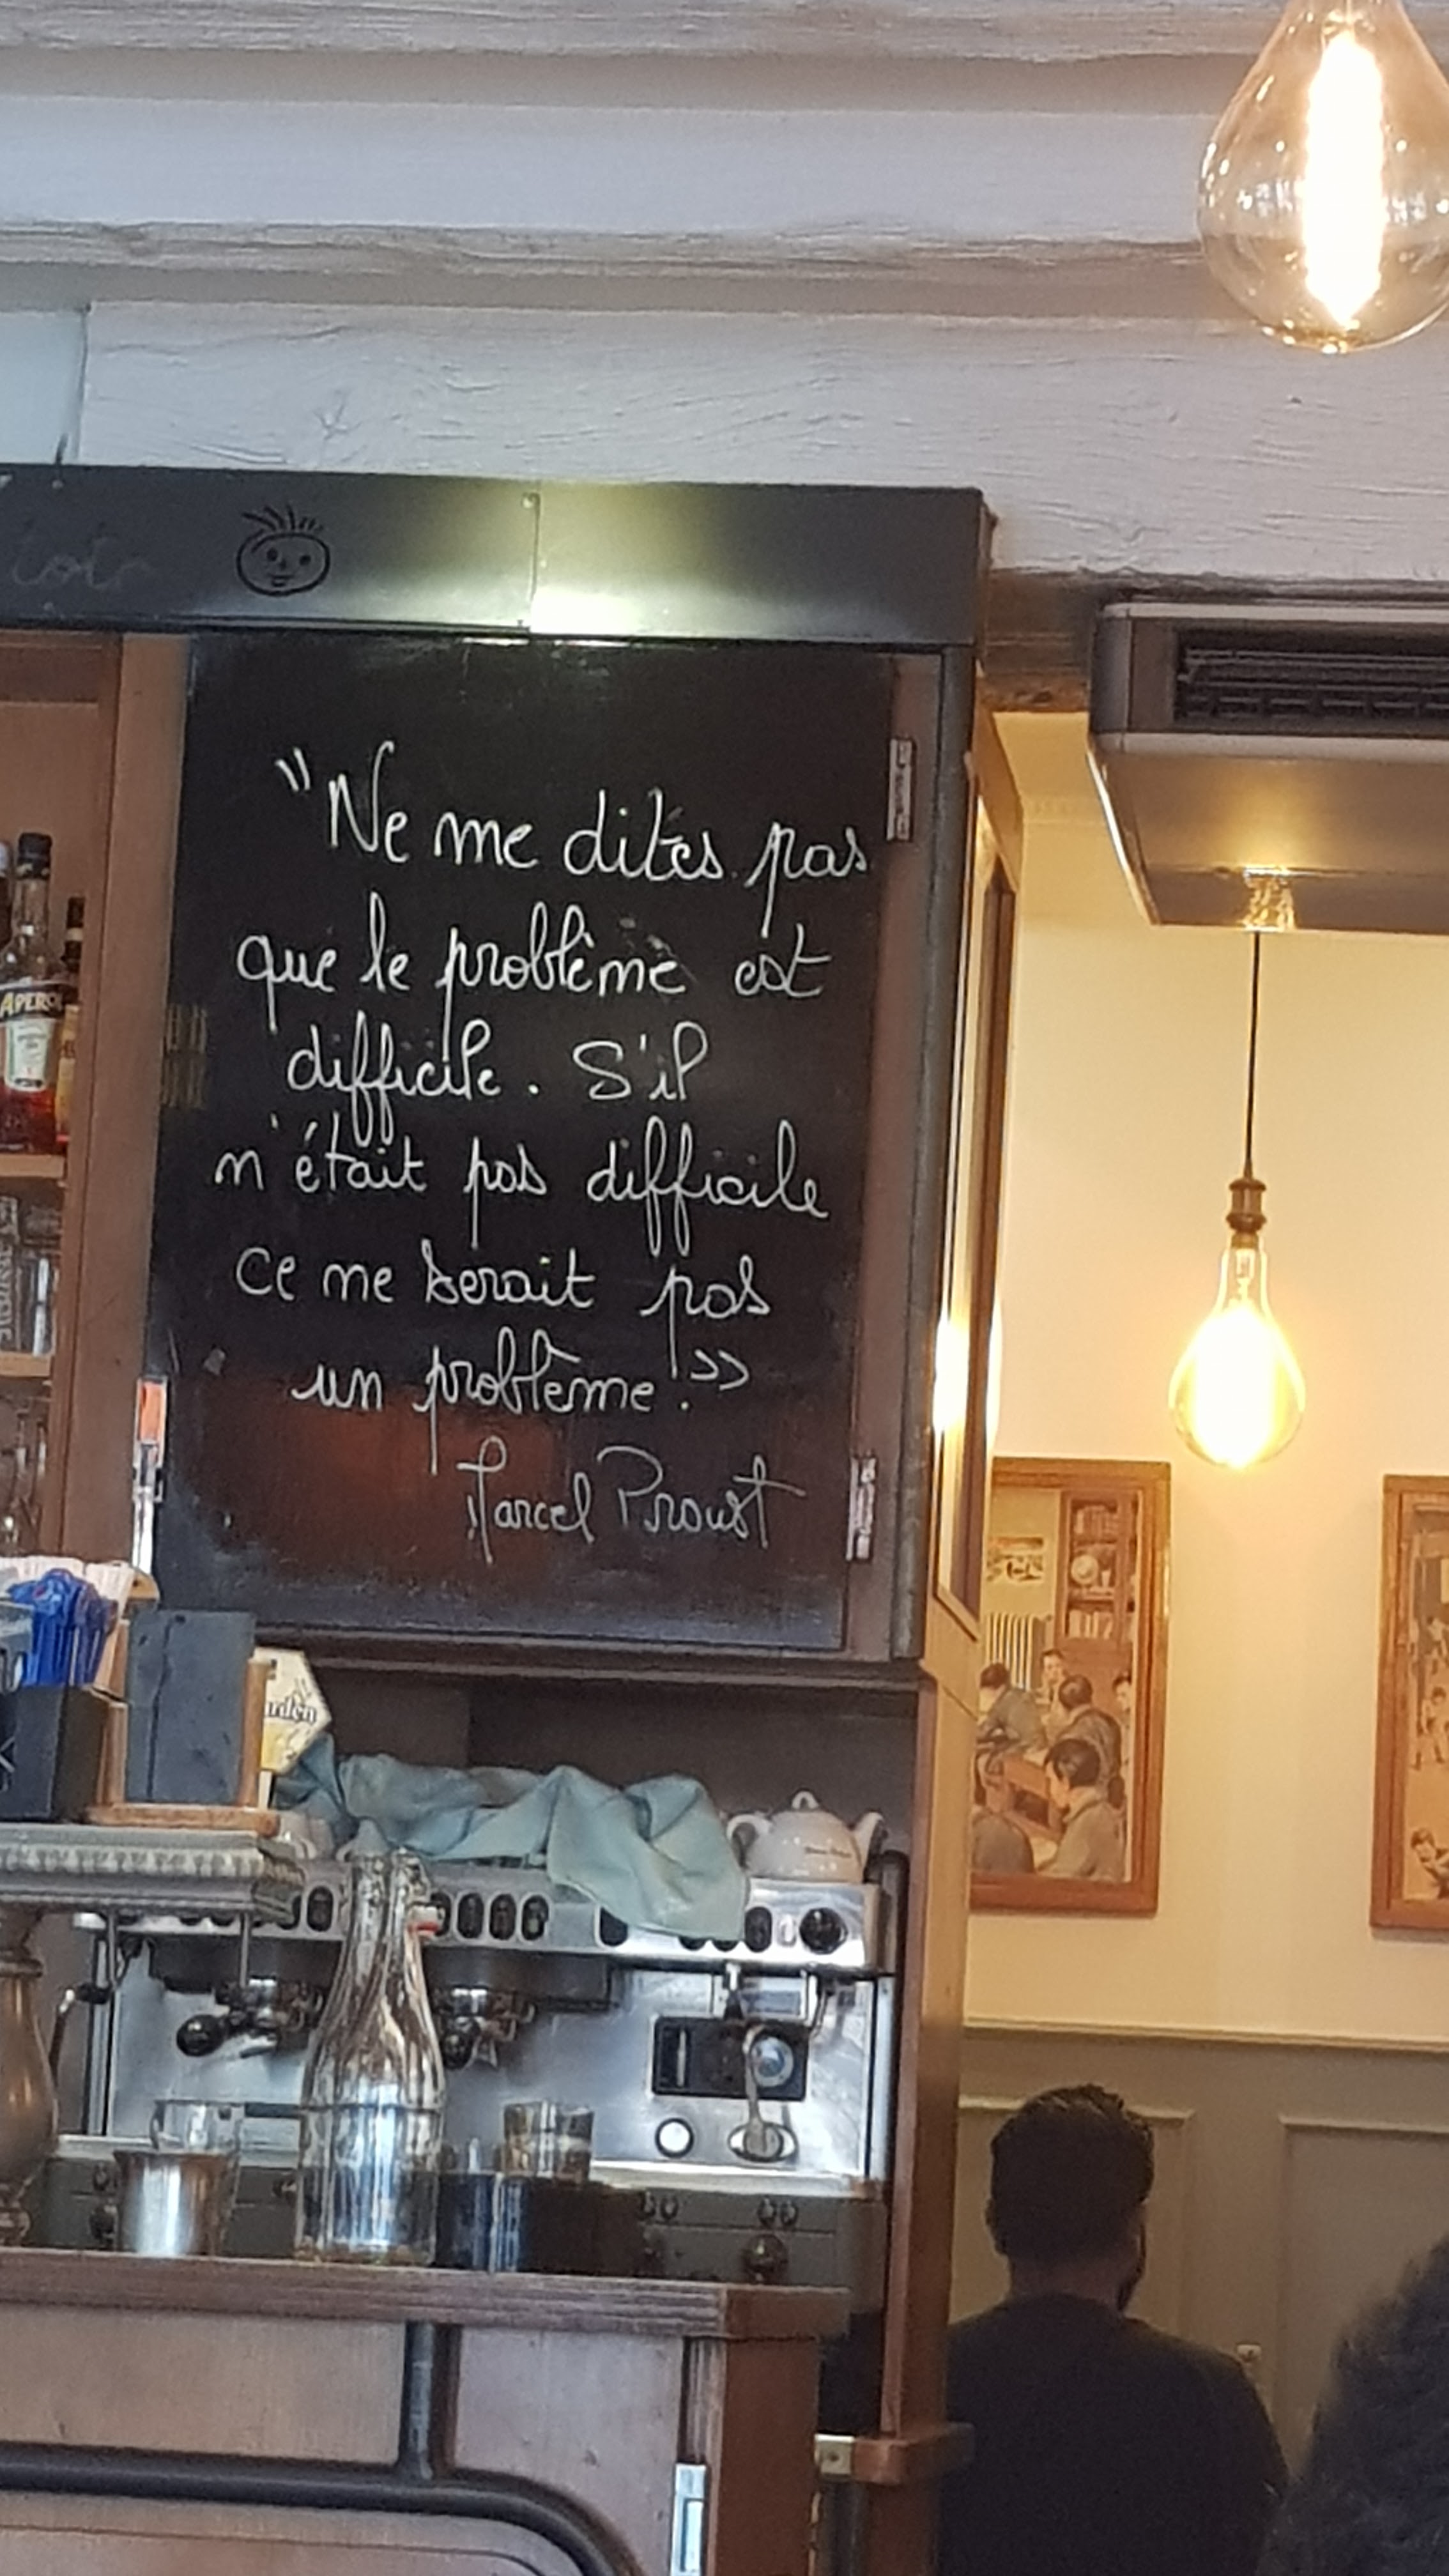 "Ne me dites pas
que le problème est
difficile. S'il
n'était pas difficile
ce ne serait pas
un problème!»
Marcel Proust
APEROL